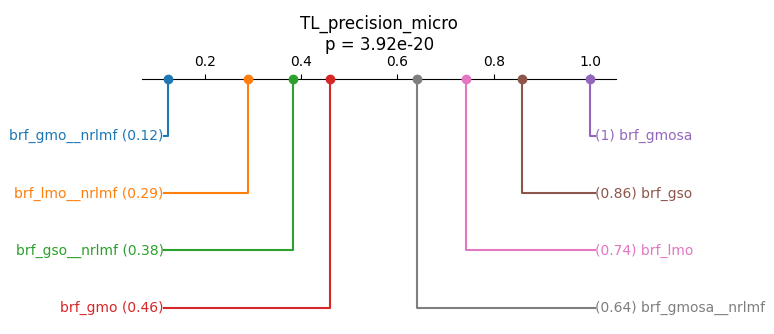 TL_precision_micro
p = 3.92e-20
0.2 0.4 0.6 0.8 1.0
brf_gmo__nrlmf (0.12) (1) brf_gmosa
brf_lmo__nrlmf (0.29) (0.86) brf_gso
brf_gso__nrlmf (0.38) (0.74) brf_lmo
brf_gmo (0.46) (0.64) brf_gmosa__nrlmf